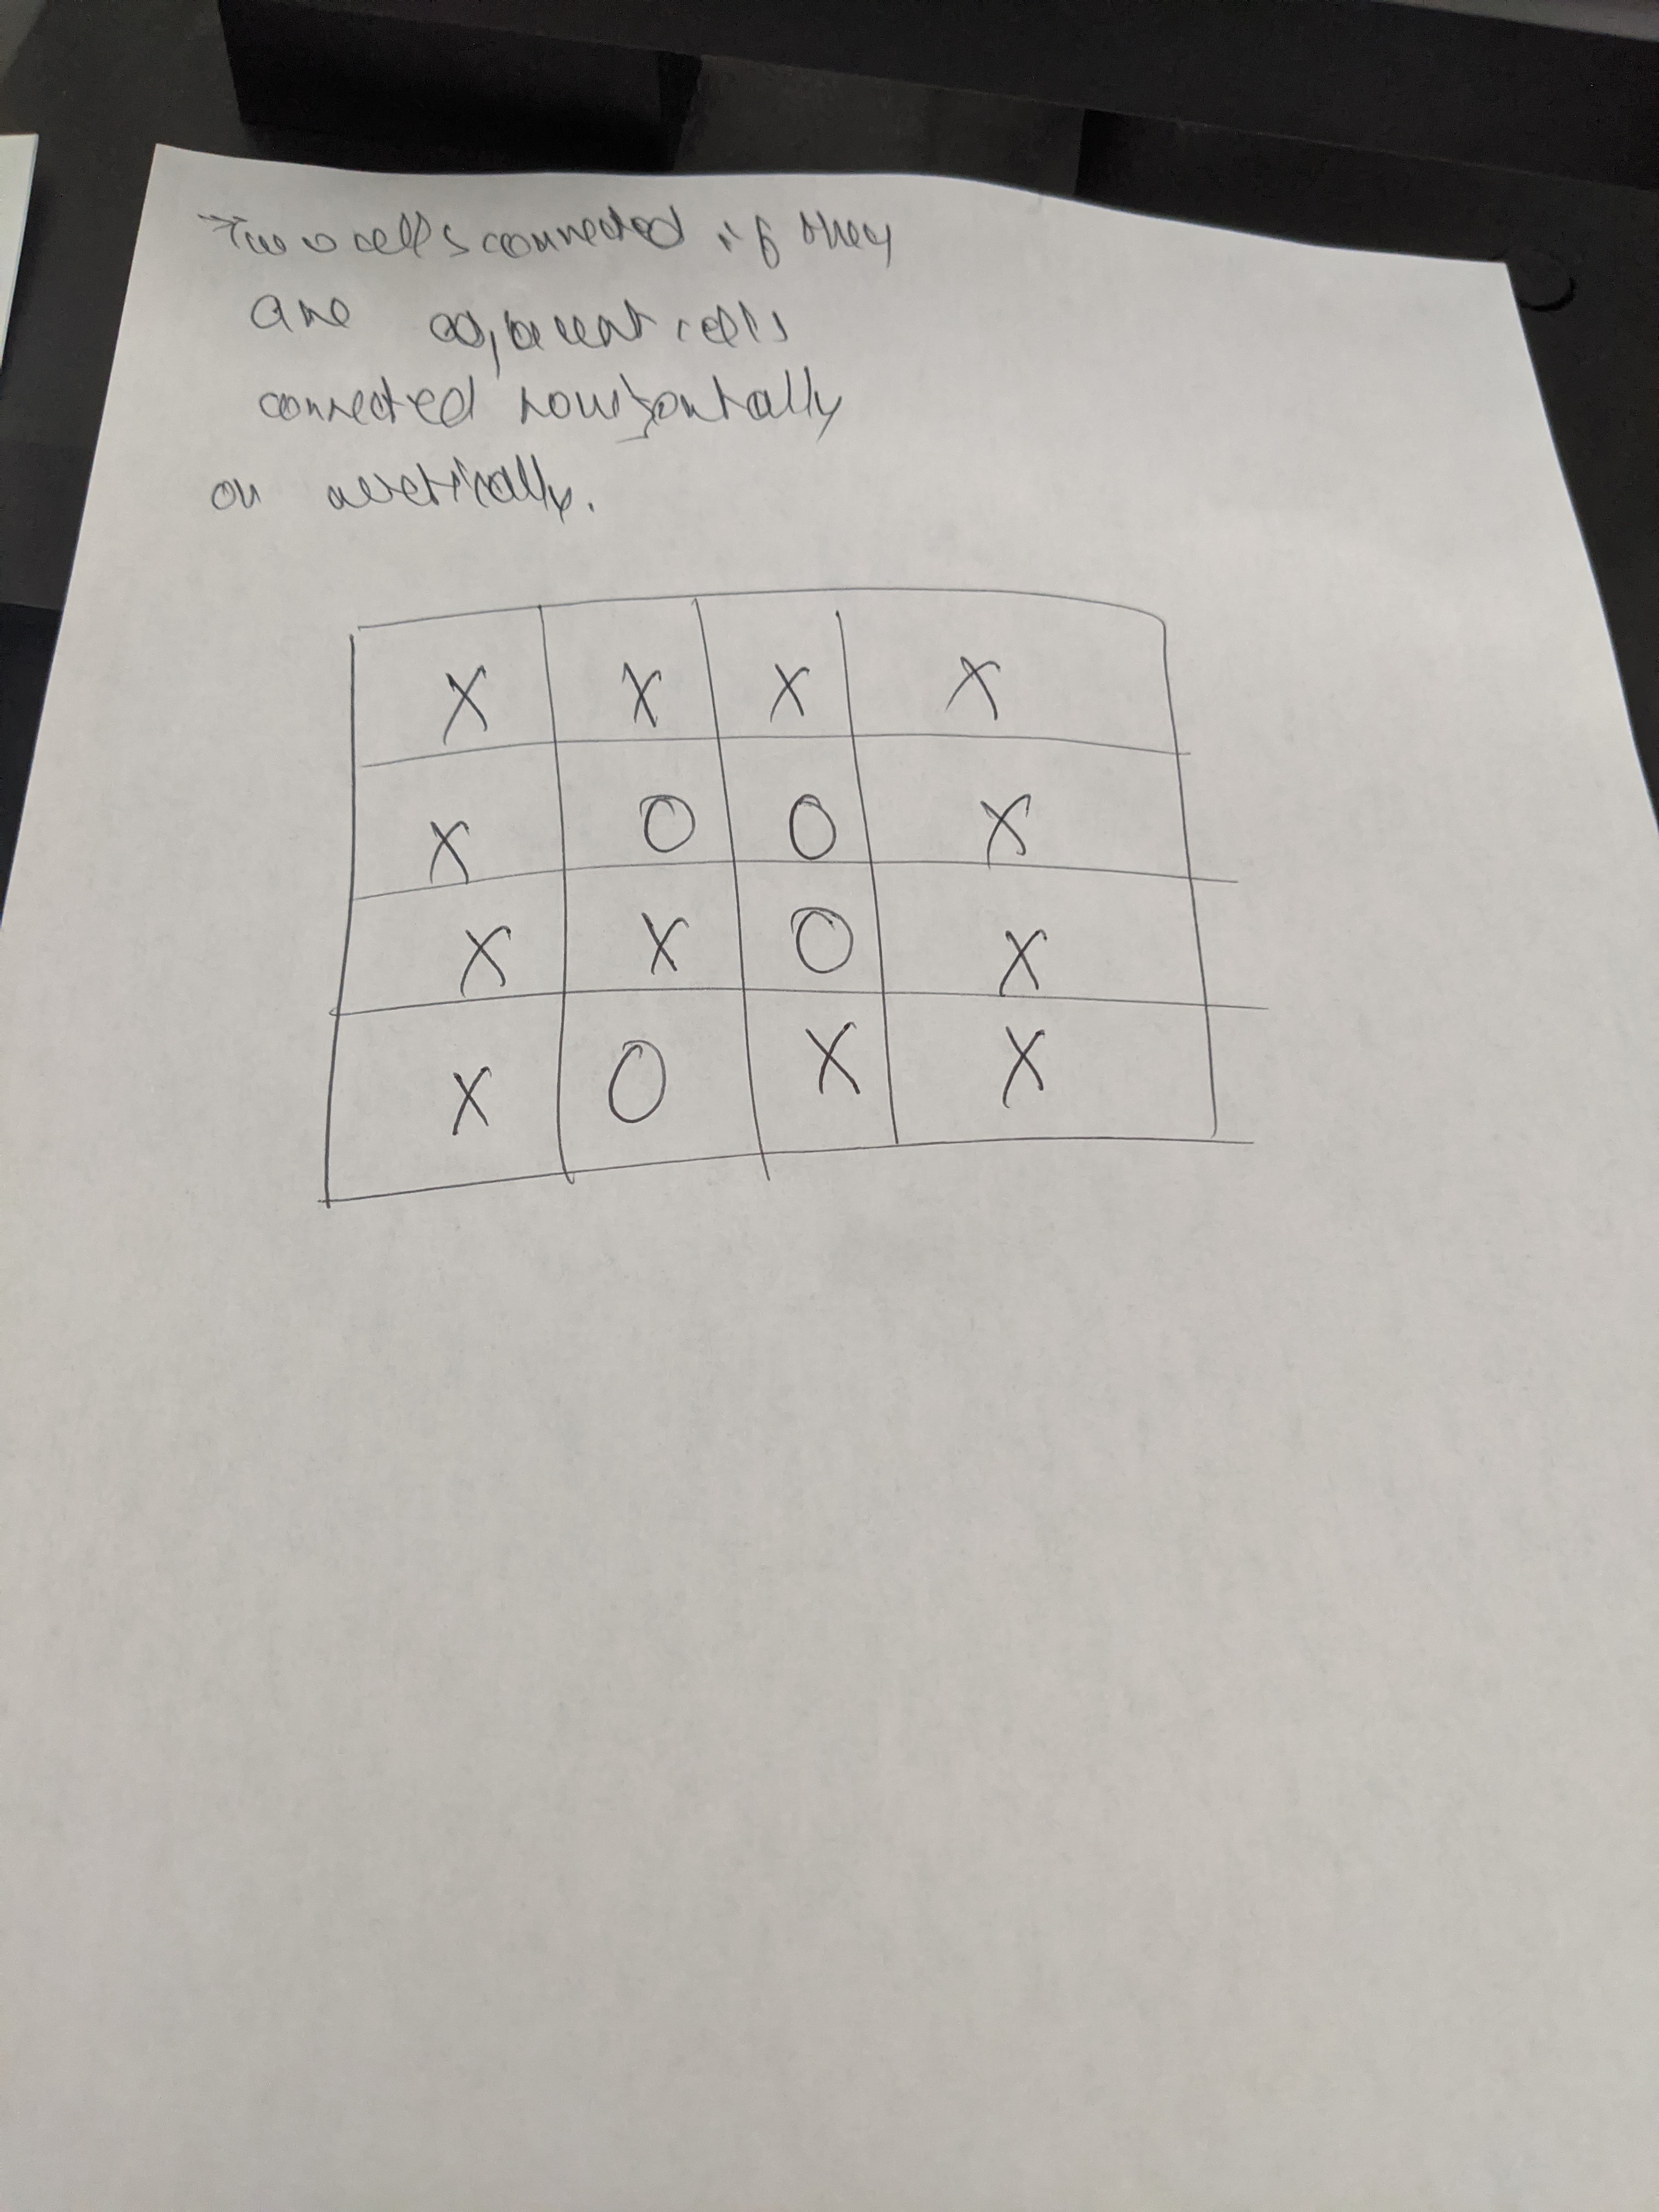 Two cells connected if they
are adjacent cells
connected horizontally
or vertically.
X X X X
X O O X
X X O X
X O X X